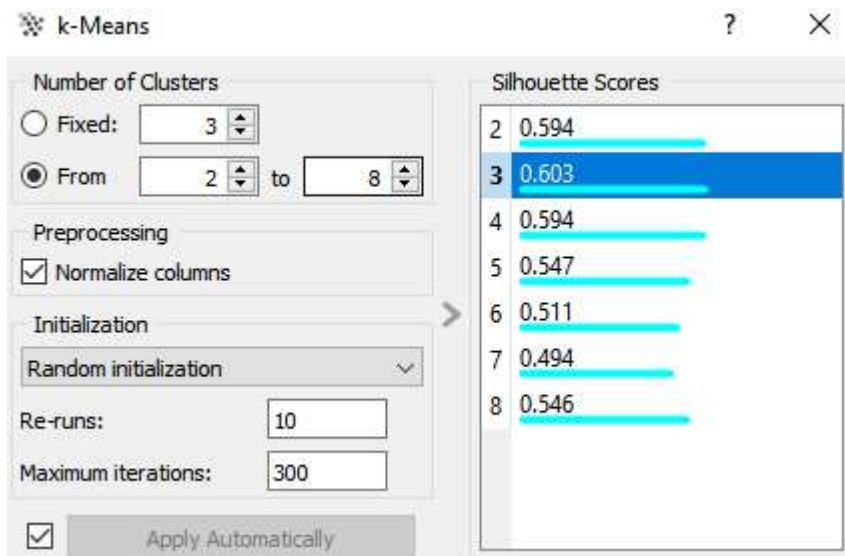 k-Means ? ×
Number of Clusters
Fixed: 3
From 2 to 8
Preprocessing
Normalize columns
Initialization
Random initialization
Re-runs: 10
Maximum iterations: 300
Apply Automatically
>
Silhouette Scores
2 0.594
3 0.603
4 0.594
5 0.547
6 0.511
7 0.494
8 0.546